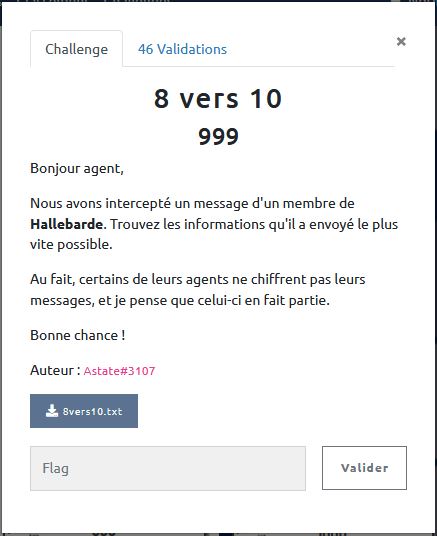 Challenge
46 Validations
×
8 vers 10
999
Bonjour agent,
Nous avons intercepté un message d'un membre de
Hallebarde. Trouvez les informations qu'il a envoyé le plus
vite possible.
Au fait, certains de leurs agents ne chiffrent pas leurs
messages, et je pense que celui-ci en fait partie.
Bonne chance !
Auteur : Astate#3107
8vers10.txt
Flag
Valider